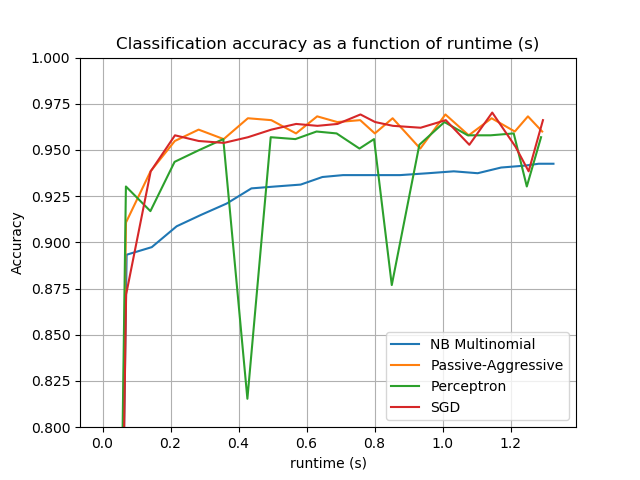 Classification accuracy as a function of runtime (s)
1.000
0.975
0.950
0.925
0.900
0.875
0.850
0.825
0.800
Accuracy
NB Multinomial
Passive-Aggressive
Perceptron
SGD
0.0 0.2 0.4 0.6 0.8 1.0 1.2
runtime (s)